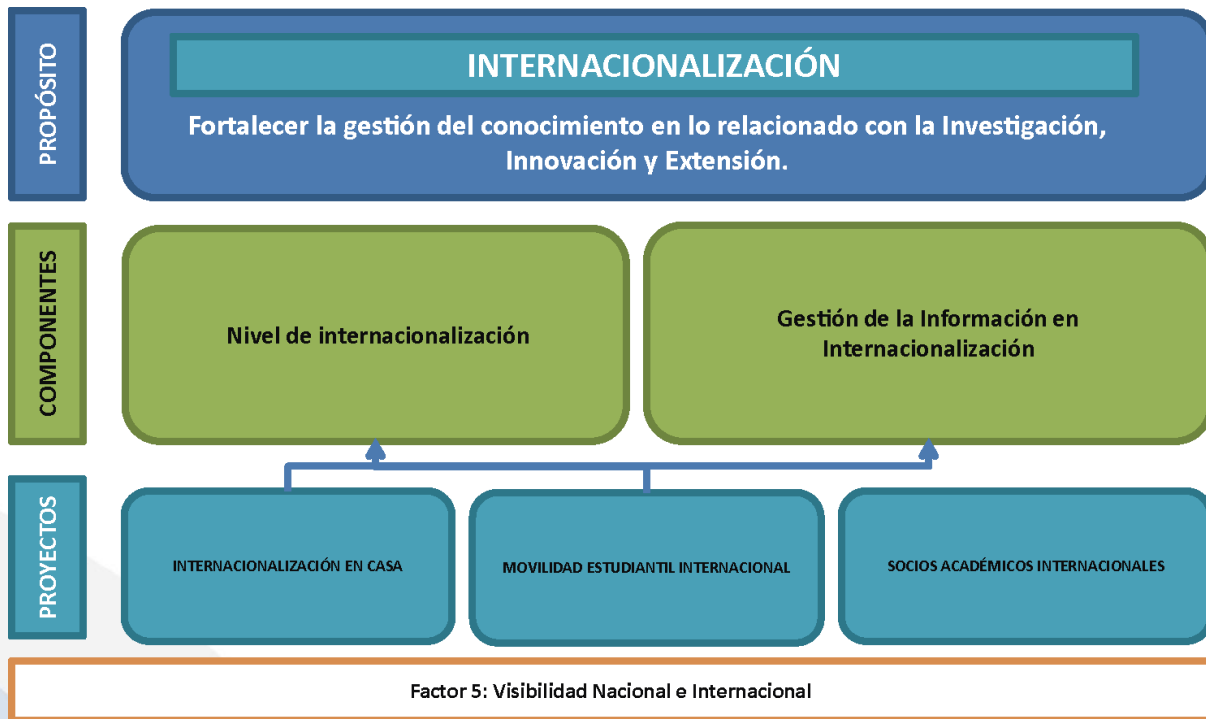 PROPÓSITO
INTERNACIONALIZACIÓN
Fortalecer la gestión del conocimiento en lo relacionado con la Investigación,
Innovación y Extensión.
COMPONENTES
Nivel de internacionalización
Gestión de la Información en
Internacionalización
PROYECTOS
INTERNACIONALIZACIÓN EN CASA
MOVILIDAD ESTUDIANTIL INTERNACIONAL
SOCIOS ACADÉMICOS INTERNACIONALES
Factor 5: Visibilidad Nacional e Internacional